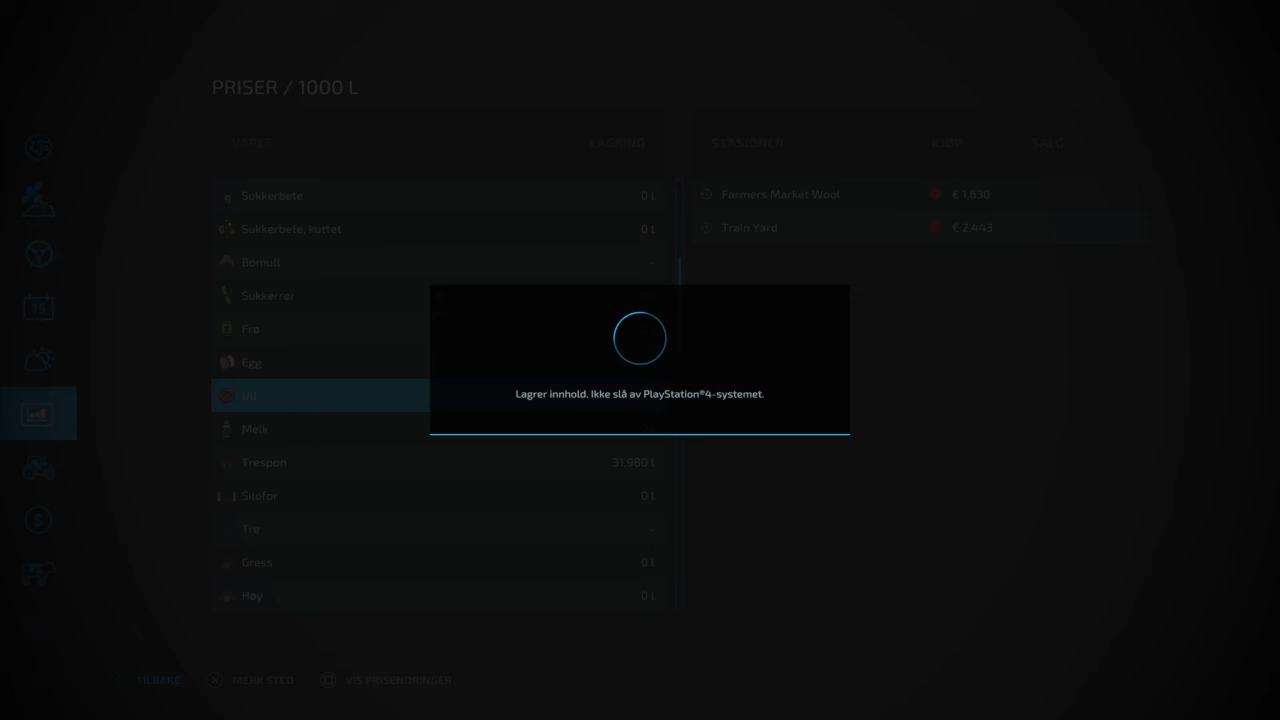 PRISER / 1000 L
VARER LAGRING
STASJONER KJØP SALG
Sukkerbete 0 l
Farmers Market Wool € 1,630
Sukkerbete, kuttet 0 l
Train Yard € 2,443
Bomull -
Sukkerrør
15
Frø
Egg
Ull
Lagrer innhold. Ikke slå av PlayStation®4-systemet.
Melk
Trespon 31,980 l
Silofôr 0 l
$
Tre -
Gress 0 l
Høy 0 l
TILBAKE MERK STED VIS PRISENDRINGER